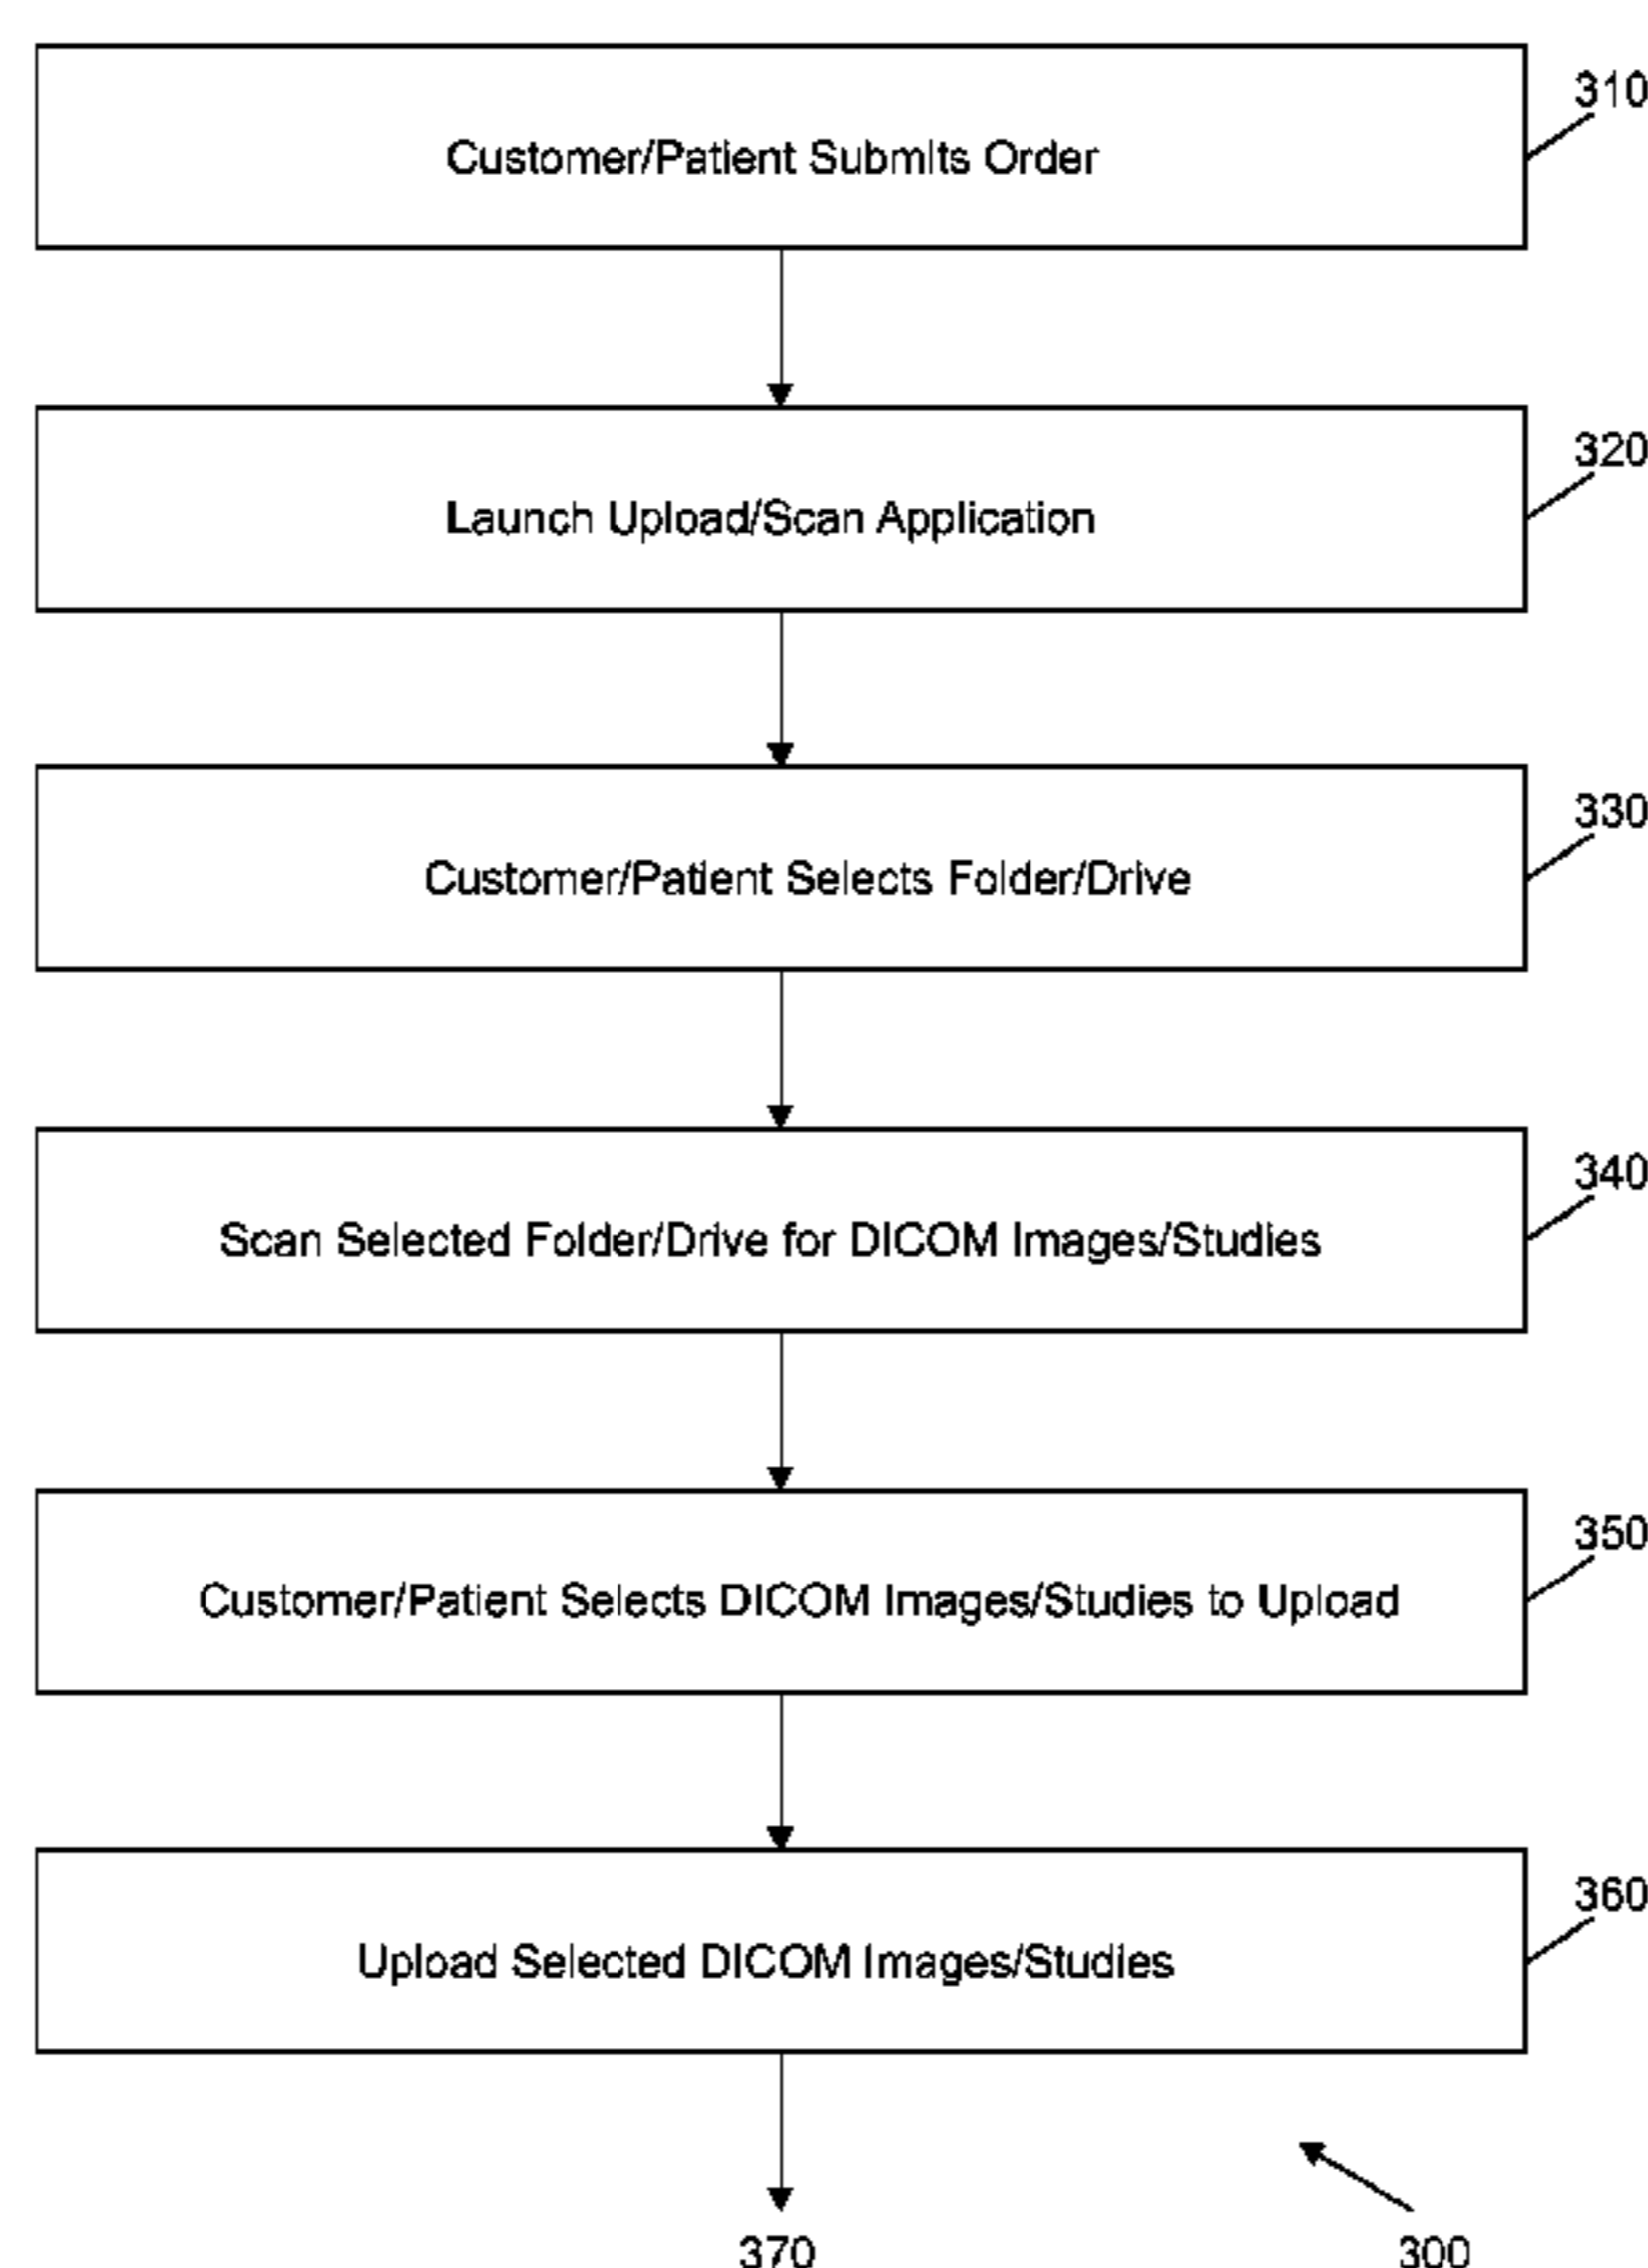 310
Customer/Patient Submits Order
320
Launch Upload/Scan Application
330
Customer/Patient Selects Folder/Drive
340
Scan Selected Folder/Drive for DICOM Images/Studies
350
Customer/Patient Selects DICOM Images/Studies to Upload
360
Upload Selected DICOM Images/Studies
370
300